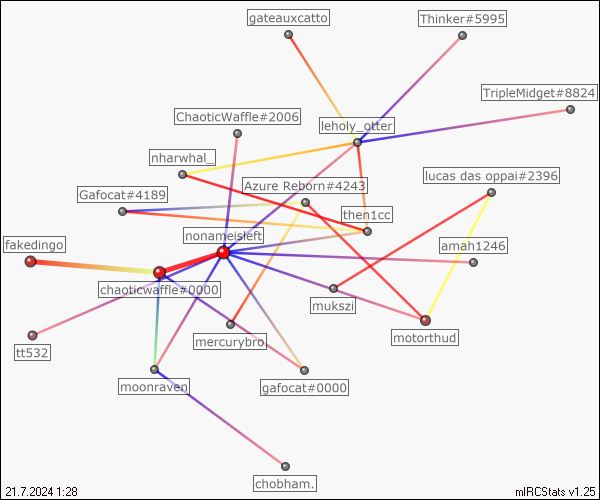 gateauxcatto
Thinker#5995
TripleMidget#8824
ChaoticWaffle#2006
leholy_otter
nharwhal_
lucas das oppai#2396
Azure Reborn#4243
Gafocat#4189
then1cc
nonameisleft
fakedingo
amah1246
chaoticwaffle#0000
mukszi
mercurybro
motorthud
tt532
moonraven
gafocat#0000
chobham.
21.7.2024 1:28
mIRCStats v1.25